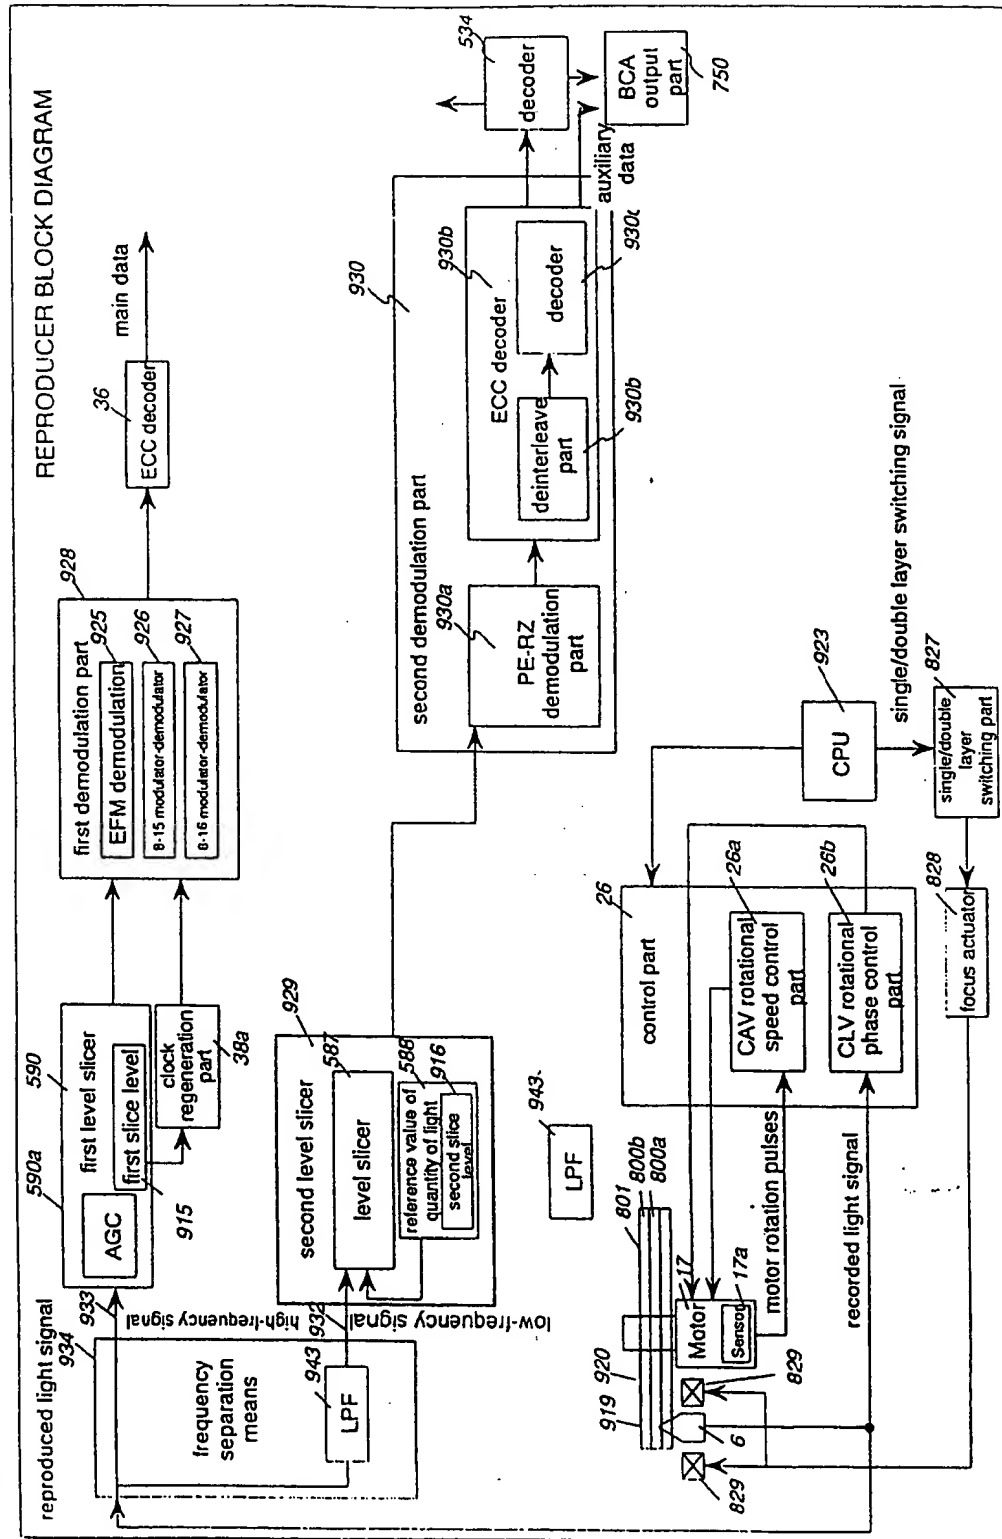 REPRODUCER BLOCK DIAGRAM
reproduced light signal
934
frequency
separation
means
943
LPF
933
high-frequency signal
932
low-frequency signal
590a
590
first level slicer
AGC
first slice level
915
clock
regeneration
part
38a
928
first demodulation part
925
EFM demodulation
926
8-15 modulator-demodulator
927
8-16 modulator-demodulator
36
ECC decoder
main data
929
second level slicer
587
level slicer
588
reference value of
quantity of light
916
second slice
level
930
second demodulation part
930a
PE-RZ
demodulation
part
930b
ECC decoder
deinterleave
part
930b
decoder
930c
534
decoder
auxiliary
data
BCA
output
part
750
943
LPF
801
800b
800a
919
920
17
Motor
17a
Sensor
829
829
6
motor rotation pulses
recorded light signal
26
control part
26a
CAV rotational
speed control
part
26b
CLV rotational
phase control
part
923
CPU
single/double layer switching signal
827
single/double
layer
switching part
828
focus actuator